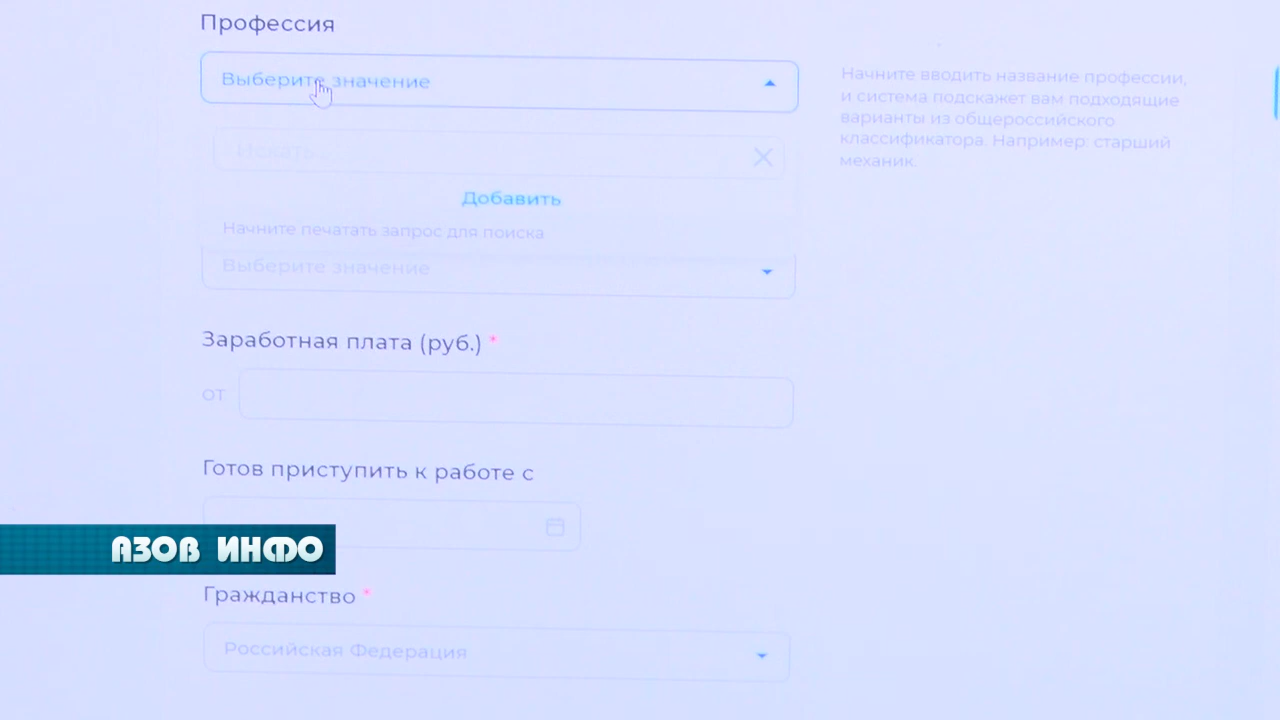 Профессия
Выберите значение
Искать...
Добавить
Начните печатать запрос для поиска
Выберите значение
Заработная плата (руб.) *
от
Готов приступить к работе с
Гражданство *
Российская Федерация
Начните вводить название профессии,
и система подскажет вам подходящие
варианты из общероссийского
классификатора. Например: старший
механик.
АЗОВ ИНФО